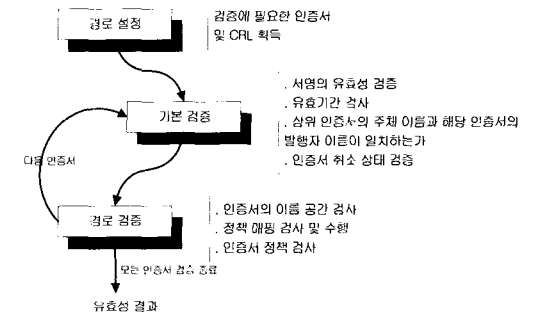 경로 설정
검증에 필요한 인증서
및 CRL 획득
기본 검증
. 서명의 유효성 검증
. 유효기간 검사
. 상위 인증서의 주체 이름과 해당 인증서의
발행자 이름이 일치하는가
. 인증서 취소 상태 검증
다음 인증서
경로 검증
. 인증서의 이름 공간 검사
. 정책 매핑 검사 및 수행
. 인증서 정책 검사
모든 인증서 검증 종료
유효성 결과